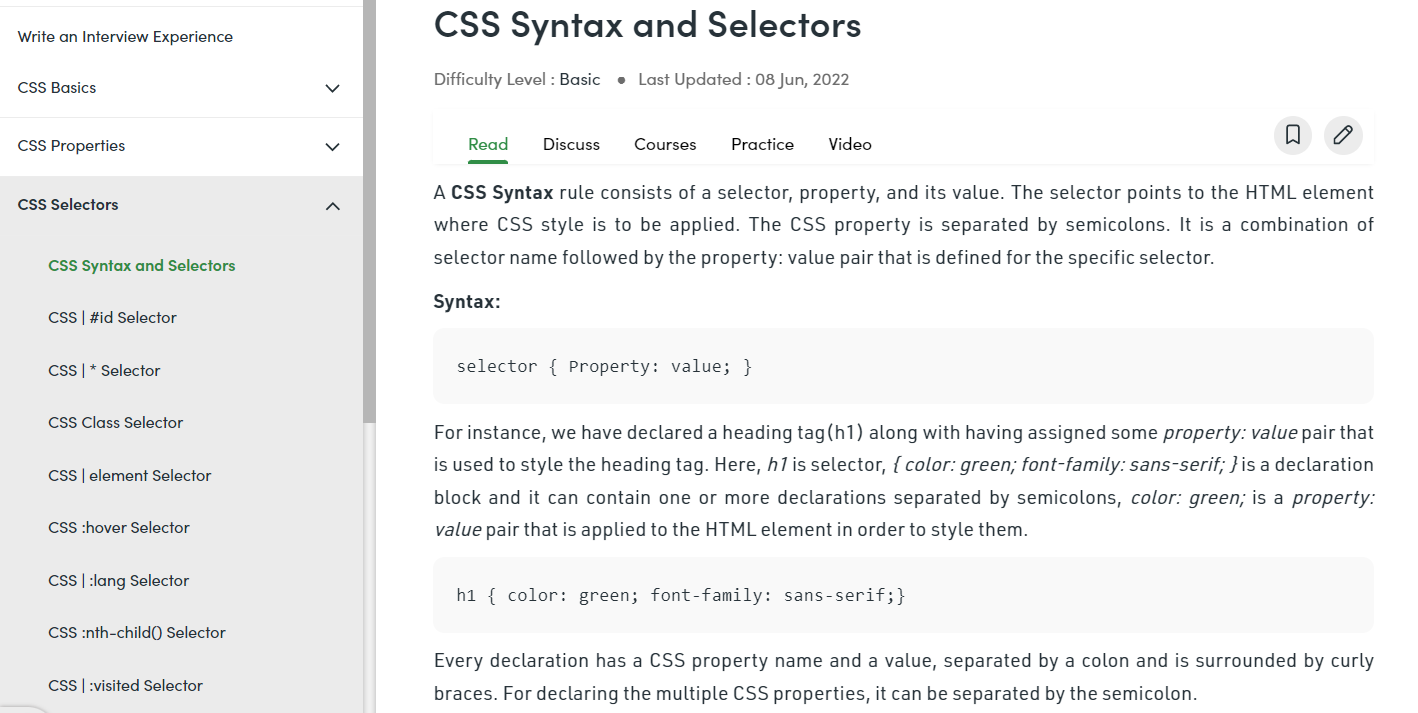 Write an Interview Experience
CSS Basics
CSS Properties
CSS Selectors
CSS Syntax and Selectors
CSS | #id Selector
CSS | * Selector
CSS Class Selector
CSS | element Selector
CSS :hover Selector
CSS | :lang Selector
CSS :nth-child() Selector
CSS | :visited Selector
CSS Syntax and Selectors
Difficulty Level : Basic ● Last Updated : 08 Jun, 2022
Read Discuss Courses Practice Video
A CSS Syntax rule consists of a selector, property, and its value. The selector points to the HTML element
where CSS style is to be applied. The CSS property is separated by semicolons. It is a combination of
selector name followed by the property: value pair that is defined for the specific selector.
Syntax:
selector { Property: value; }
For instance, we have declared a heading tag(h1) along with having assigned some property: value pair that
is used to style the heading tag. Here, h1 is selector, { color: green; font-family: sans-serif; } is a declaration
block and it can contain one or more declarations separated by semicolons, color: green; is a property:
value pair that is applied to the HTML element in order to style them.
h1 { color: green; font-family: sans-serif;}
Every declaration has a CSS property name and a value, separated by a colon and is surrounded by curly
braces. For declaring the multiple CSS properties, it can be separated by the semicolon.